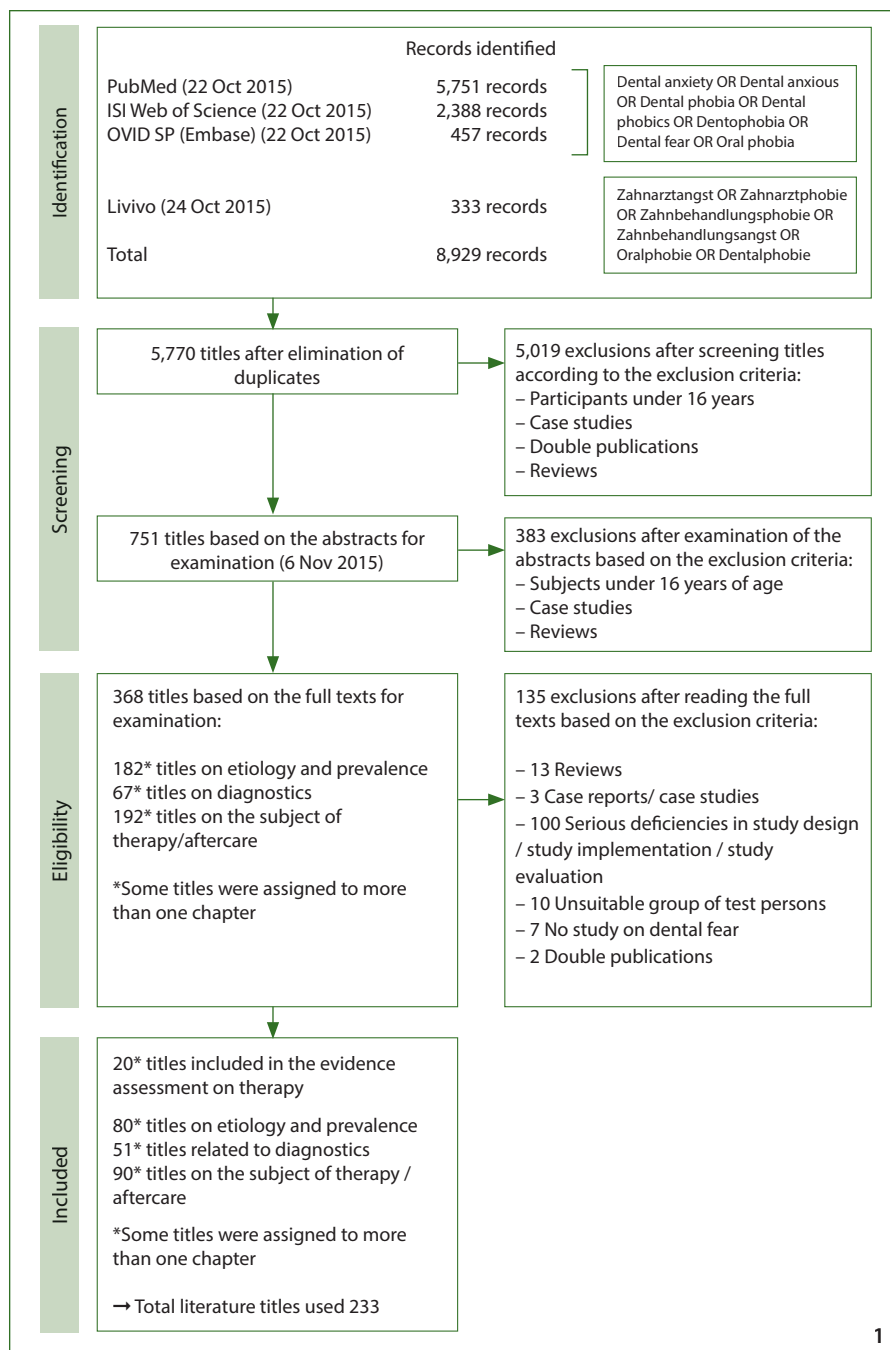 Identification
Records identified
PubMed (22 Oct 2015) 5,751 records
ISI Web of Science (22 Oct 2015) 2,388 records
OVID SP (Embase) (22 Oct 2015) 457 records
Dental anxiety OR Dental anxious
OR Dental phobia OR Dental
phobics OR Dentophobia OR
Dental fear OR Oral phobia
Livivo (24 Oct 2015) 333 records
Total 8,929 records
Zahnarztangst OR Zahnarztphobie
OR Zahnbehandlungsphobie OR
Zahnbehandlungsangst OR
Oralphobie OR Dentalphobie
Screening
5,770 titles after elimination of
duplicates
5,019 exclusions after screening titles
according to the exclusion criteria:
– Participants under 16 years
– Case studies
– Double publications
– Reviews
751 titles based on the abstracts for
examination (6 Nov 2015)
383 exclusions after examination of the
abstracts based on the exclusion criteria:
– Subjects under 16 years of age
– Case studies
– Reviews
Eligibility
368 titles based on the full texts for
examination:
182* titles on etiology and prevalence
67* titles on diagnostics
192* titles on the subject of
therapy/aftercare
*Some titles were assigned to more
than one chapter
135 exclusions after reading the full
texts based on the exclusion criteria:
– 13 Reviews
– 3 Case reports/ case studies
– 100 Serious deficiencies in study design
/ study implementation / study
evaluation
– 10 Unsuitable group of test persons
– 7 No study on dental fear
– 2 Double publications
Included
20* titles included in the evidence
assessment on therapy
80* titles on etiology and prevalence
51* titles related to diagnostics
90* titles on the subject of therapy /
aftercare
*Some titles were assigned to more
than one chapter
→ Total literature titles used 233
1